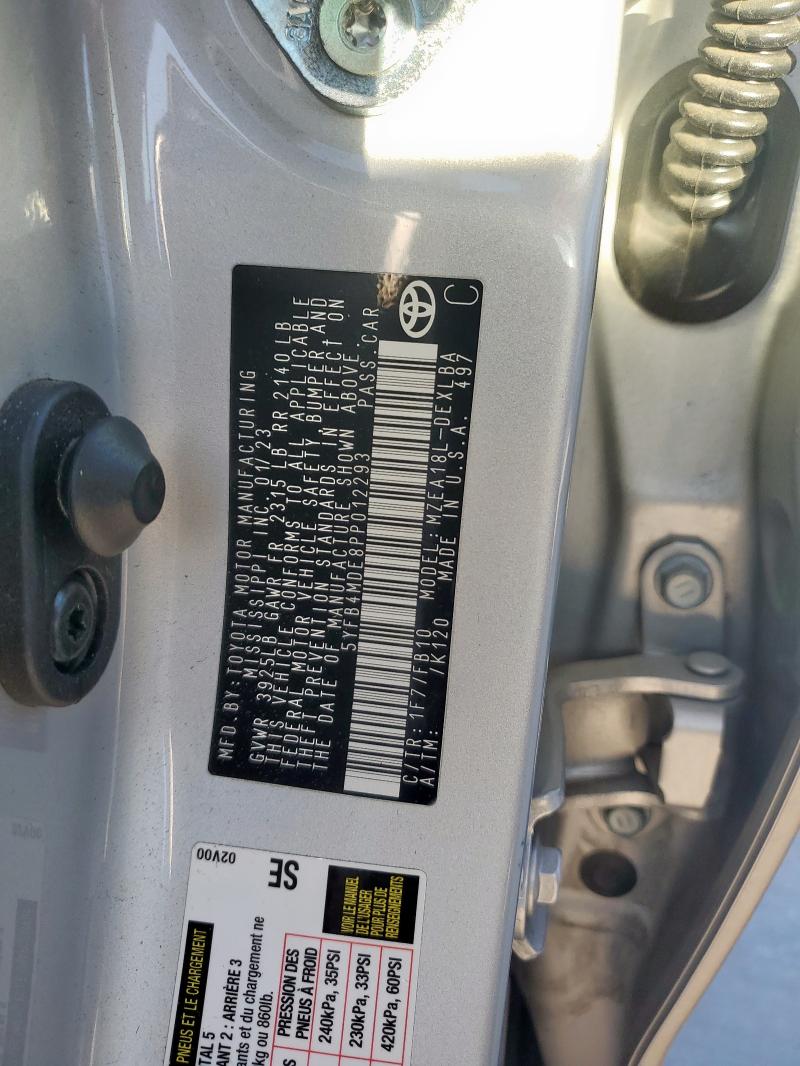 MFD.BY TOYOTA MOTOR MANUFACTURING
MISSISSIPPI INC. 01/23
GVWR 3925LB GAWR FR 2315 LB RR 2140 LB
THIS VEHICLE CONFORMS TO ALL APPLICABLE
FEDERAL MOTOR VEHICLE SAFETY, BUMPER, AND
THEFT PREVENTION STANDARDS IN EFFECT ON
THE DATE OF MANUFACTURE SHOWN ABOVE.
5YFB4MDE8PP012293 PASS.CAR
C/TR: 1F7 /FB10 MODEL: MZEA18L-DEXLBA
A/TM: /K120 MADE IN U.S.A. 497
C
02V00
SE
PNEUS ET LE CHARGEMENT
TAL 5
ANT 2 : ARRIÈRE 3
ants et du chargement ne
kg ou 860lb.
PRESSION DES
PNEUS À FROID
240kPa, 35PSI
230kPa, 33PSI
420kPa, 60PSI
VOIR LE MANUEL
DE L'USAGER
POUR PLUS DE
RENSEIGNEMENTS